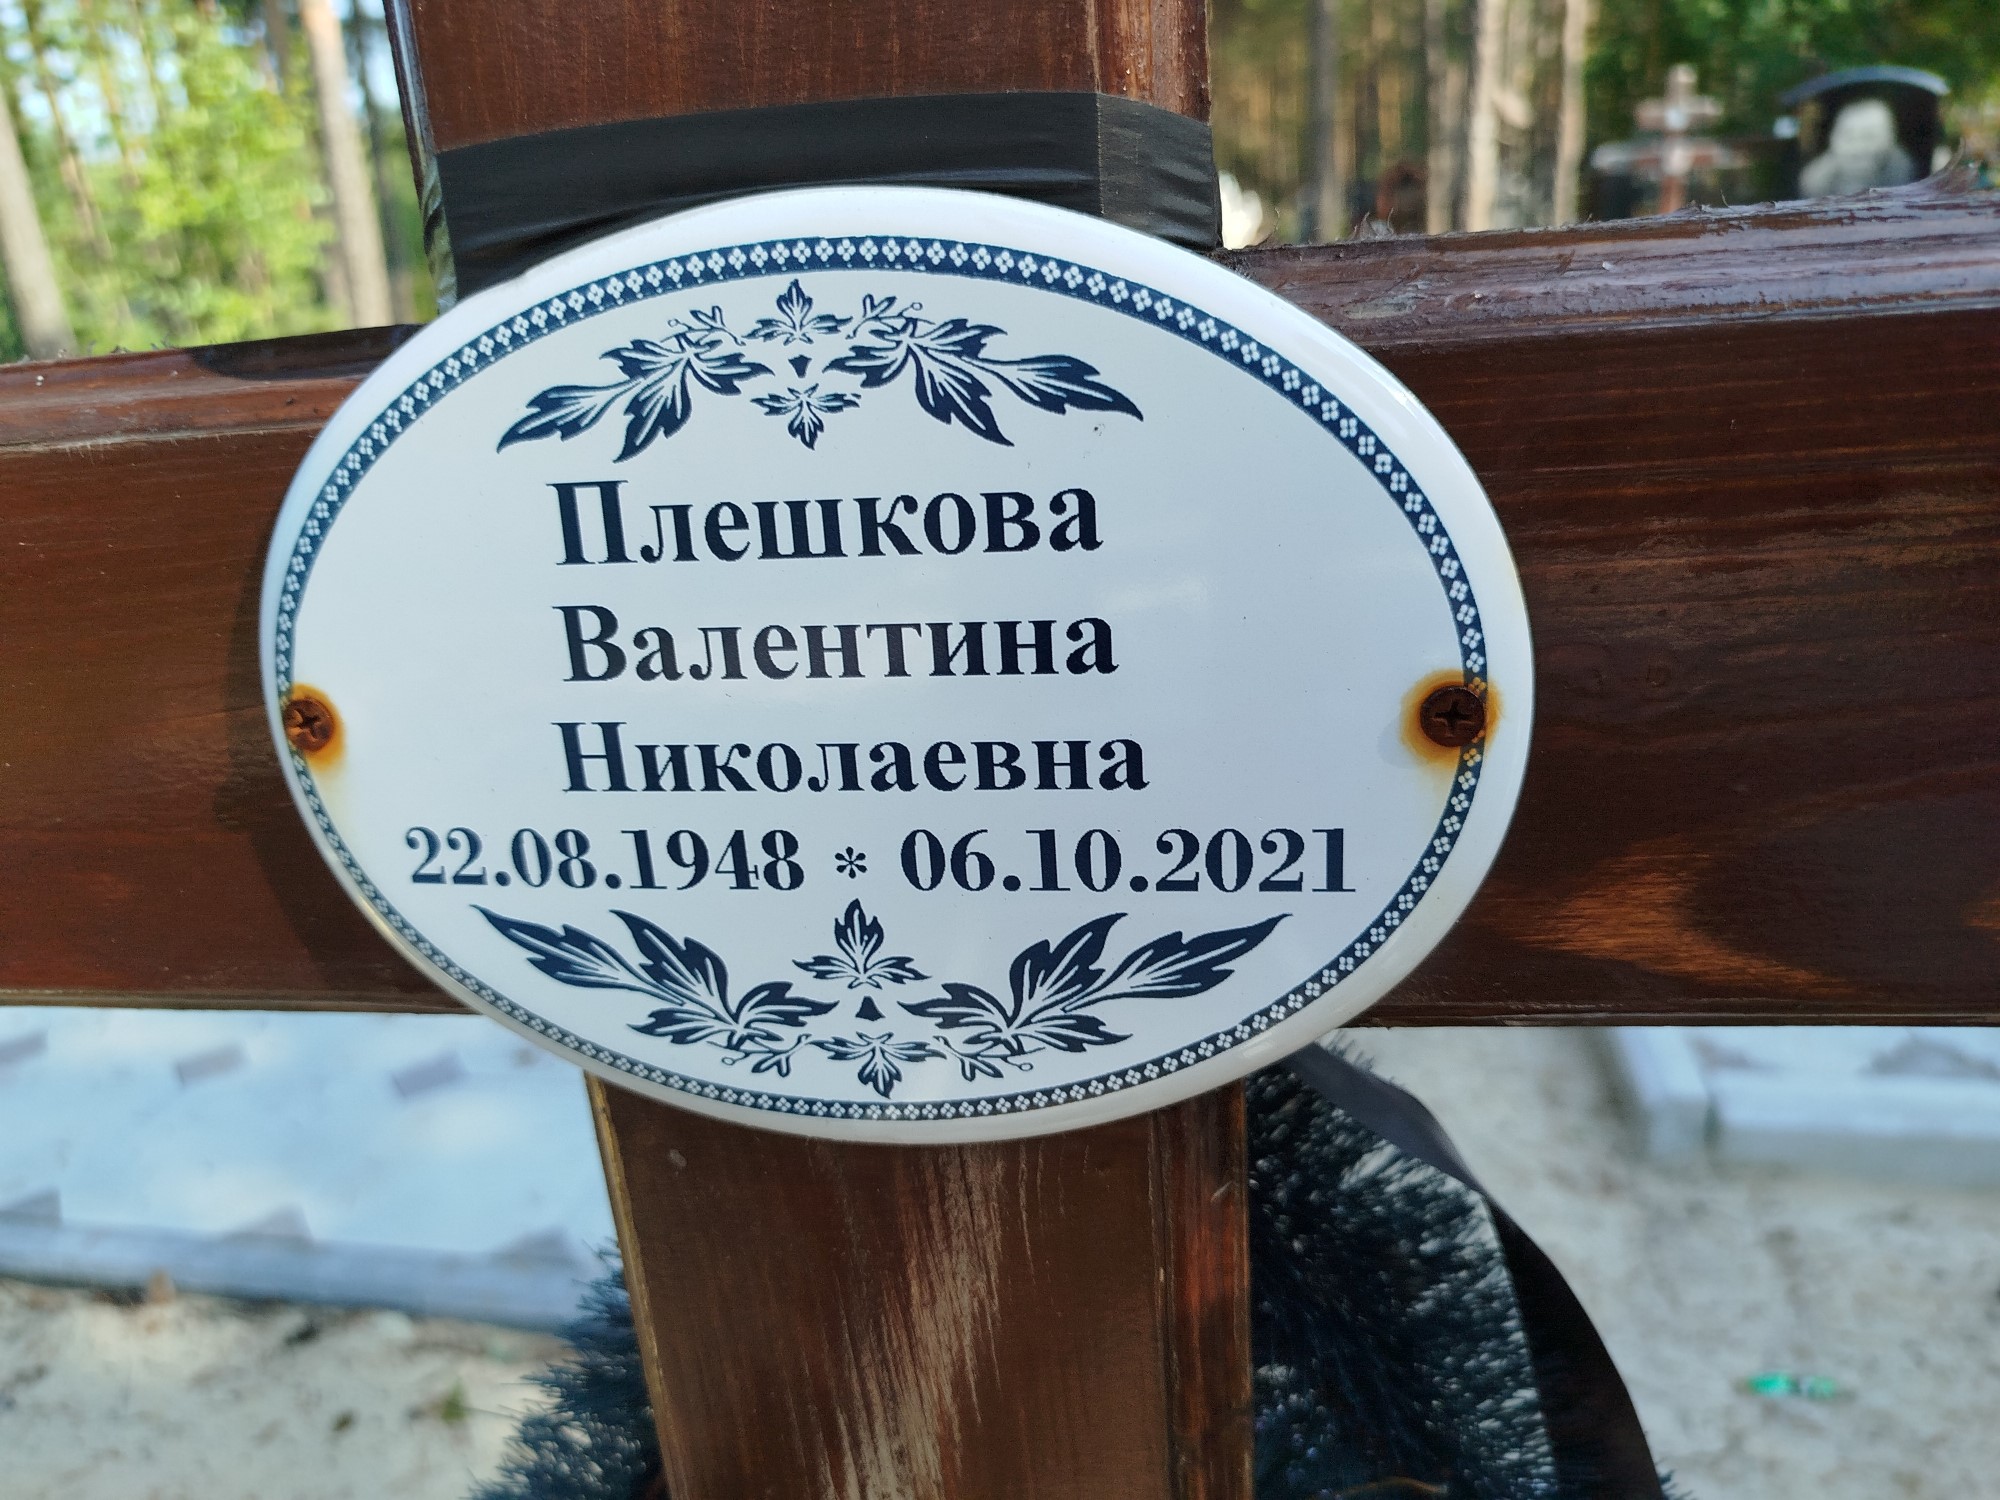 Плешкова
Валентина
Николаевна
22.08.1948 * 06.10.2021